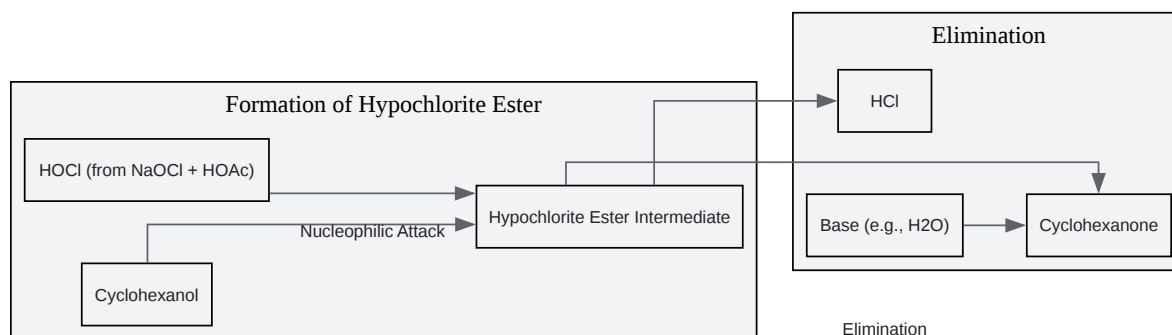 Elimination
Formation of Hypochlorite Ester
HCl
HOCl (from NaOCl + HOAc)
Hypochlorite Ester Intermediate
Base (e.g., H2O)
Cyclohexanone
Nucleophilic Attack
Cyclohexanol
Elimination